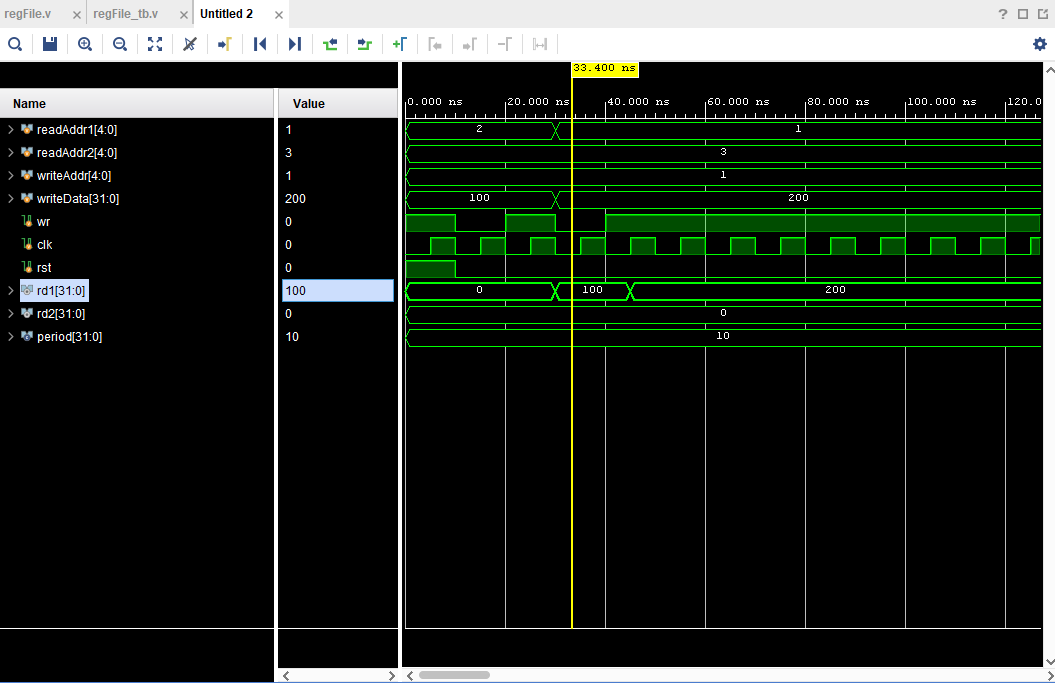 regFile.v × regFile_tb.v × Untitled 2 ×
?
33.400 ns
Name Value
0.000 ns 20.000 ns 40.000 ns 60.000 ns 80.000 ns 100.000 ns 120.0
readAddr1[4:0] 1 2 1
readAddr2[4:0] 3 3
writeAddr[4:0] 1 1
writeData[31:0] 200 100 200
wr 0
clk 0
rst 0
rd1[31:0] 100 0 100 200
rd2[31:0] 0 0
period[31:0] 10 10